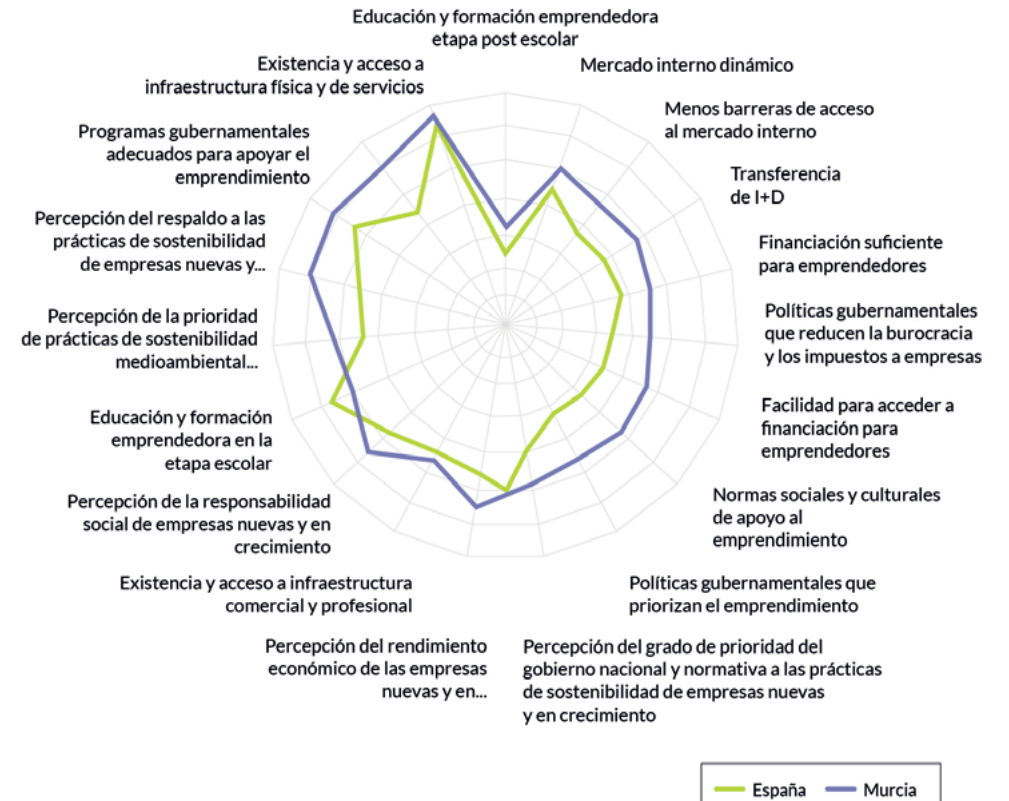 Educación y formación emprendedora
etapa post escolar
Mercado interno dinámico
Menos barreras de acceso
al mercado interno
Transferencia
de I+D
Financiación suficiente
para emprendedores
Políticas gubernamentales
que reducen la burocracia
y los impuestos a empresas
Facilidad para acceder a
financiación para
emprendedores
Normas sociales y culturales
de apoyo al
emprendimiento
Políticas gubernamentales que
priorizan el emprendimiento
Percepción del grado de prioridad del
gobierno nacional y normativa a las prácticas
de sostenibilidad de empresas nuevas
y en crecimiento
Percepción del rendimiento
económico de las empresas
nuevas y en...
Existencia y acceso a infraestructura
comercial y profesional
Percepción de la responsabilidad
social de empresas nuevas y en
crecimiento
Educación y formación
emprendedora en la
etapa escolar
Percepción de la prioridad
de prácticas de sostenibilidad
medioambiental...
Percepción del respaldo a las
prácticas de sostenibilidad
de empresas nuevas y...
Programas gubernamentales
adecuados para apoyar el
emprendimiento
Existencia y acceso a
infraestructura física y de servicios
España
Murcia